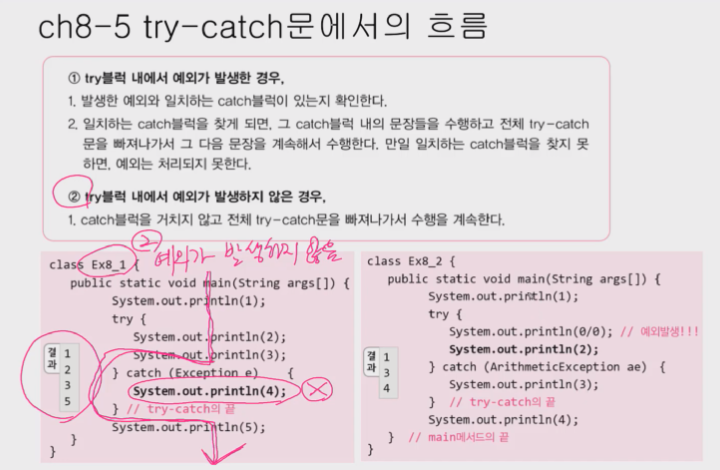 ch8-5 try-catch문에서의 흐름
① try블럭 내에서 예외가 발생한 경우,
1. 발생한 예외와 일치하는 catch블럭이 있는지 확인한다.
2. 일치하는 catch블럭을 찾게 되면, 그 catch블럭 내의 문장들을 수행하고 전체 try-catch
문을 빠져나가서 그 다음 문장을 계속해서 수행한다. 만일 일치하는 catch블럭을 찾지 못
하면, 예외는 처리되지 못한다.
② try블럭 내에서 예외가 발생하지 않은 경우,
1. catch블럭을 거치지 않고 전체 try-catch문을 빠져나가서 수행을 계속한다.
② 예외가 발생하지 않음
class Ex8_1 {
public static void main(String args[]) {
System.out.println(1);
try {
System.out.println(2);
System.out.println(3);
} catch (Exception e) {
System.out.println(4);
} // try-catch의 끝
System.out.println(5);
}
}
결과
1
2
3
5
class Ex8_2 {
public static void main(String args[]) {
System.out.println(1);
try {
System.out.println(0/0); // 예외발생!!!
System.out.println(2);
} catch (ArithmeticException ae) {
System.out.println(3);
} // try-catch의 끝
System.out.println(4);
} // main메서드의 끝
}
결과
1
3
4